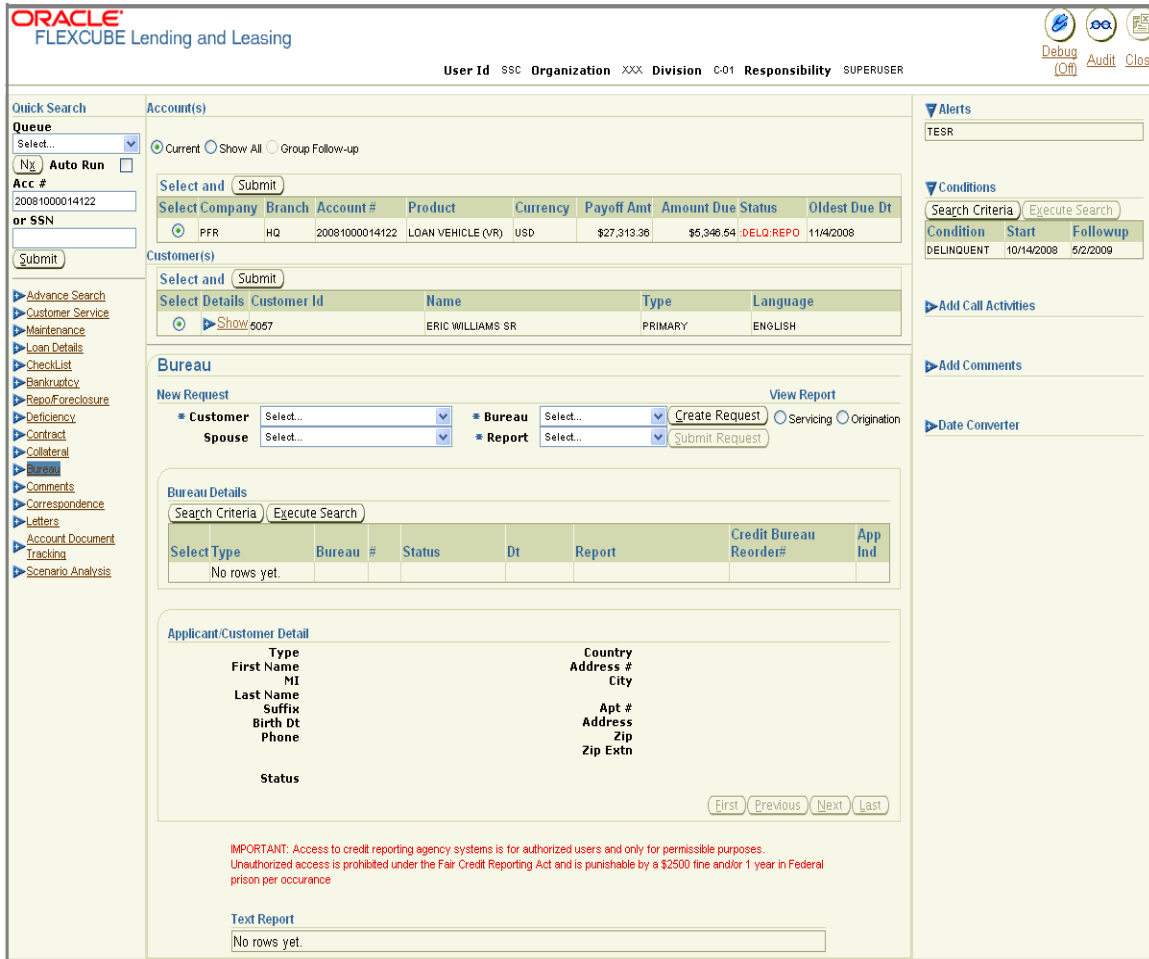 ORACLE
FLEXCUBE Lending and Leasing
Debug (Off) Audit Clos
User Id SSC Organization XXX Division C-01 Responsibility SUPERUSER
Quick Search
Queue
Select...
Nx Auto Run
Acc #
20081000014122
or SSN
Submit
Advance Search
Customer Service
Maintenance
Loan Details
CheckList
Bankruptcy
Repo/Foreclosure
Deficiency
Contract
Collateral
Bureau
Comments
Correspondence
Letters
Account Document
Tracking
Scenario Analysis
Account(s)
Current Show All Group Follow-up
Select and Submit
Select Company Branch Account # Product Currency Payoff Amt Amount Due Status Oldest Due Dt
PFR HQ 20081000014122 LOAN VEHICLE (VR) USD $27,313.36 $5,346.54 :DELQ:REPO 11/4/2008
Customer(s)
Select and Submit
Select Details Customer Id Name Type Language
Show 5057 ERIC WILLIAMS SR PRIMARY ENGLISH
Bureau
New Request View Report
* Customer Select... * Bureau Select... Create Request Servicing Origination
Spouse Select... * Report Select... Submit Request
Bureau Details
Search Criteria Execute Search
Select Type Bureau # Status Dt Report Credit Bureau Reorder# App Ind
No rows yet.
Applicant/Customer Detail
Type Country
First Name Address #
MI City
Last Name
Suffix Apt #
Birth Dt Address
Phone Zip
Zip Extn
Status
First Previous Next Last
IMPORTANT: Access to credit reporting agency systems is for authorized users and only for permissible purposes.
Unauthorized access is prohibited under the Fair Credit Reporting Act and is punishable by a $2500 fine and/or 1 year in Federal
prison per occurance
Text Report
No rows yet.
Alerts
TESR
Conditions
Search Criteria Execute Search
Condition Start Followup
DELINQUENT 10/14/2008 5/2/2009
Add Call Activities
Add Comments
Date Converter